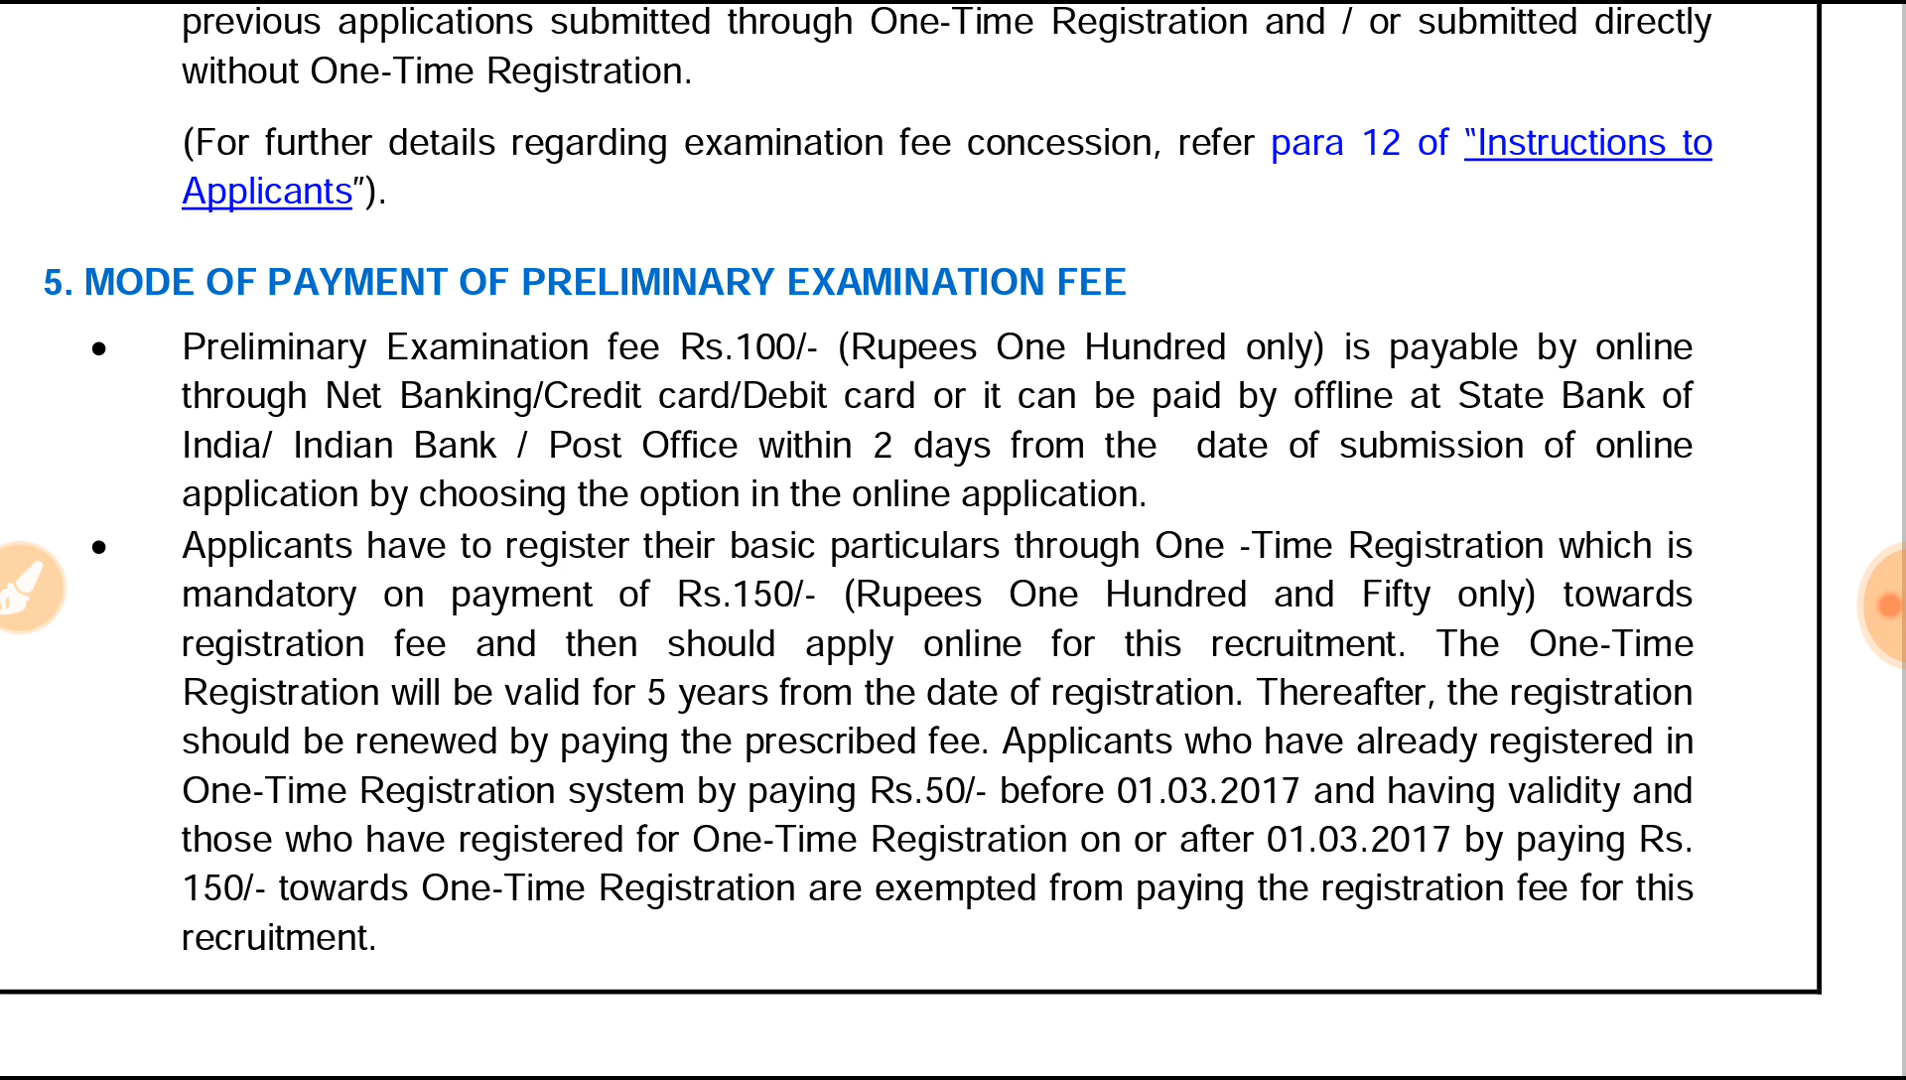 previous applications submitted through One-Time Registration and / or submitted directly
without One-Time Registration.
(For further details regarding examination fee concession, refer para 12 of “Instructions to
Applicants”).
5. MODE OF PAYMENT OF PRELIMINARY EXAMINATION FEE
• Preliminary Examination fee Rs.100/- (Rupees One Hundred only) is payable by online
through Net Banking/Credit card/Debit card or it can be paid by offline at State Bank of
India/ Indian Bank / Post Office within 2 days from the date of submission of online
application by choosing the option in the online application.
• Applicants have to register their basic particulars through One -Time Registration which is
mandatory on payment of Rs.150/- (Rupees One Hundred and Fifty only) towards
registration fee and then should apply online for this recruitment. The One-Time
Registration will be valid for 5 years from the date of registration. Thereafter, the registration
should be renewed by paying the prescribed fee. Applicants who have already registered in
One-Time Registration system by paying Rs.50/- before 01.03.2017 and having validity and
those who have registered for One-Time Registration on or after 01.03.2017 by paying Rs.
150/- towards One-Time Registration are exempted from paying the registration fee for this
recruitment.